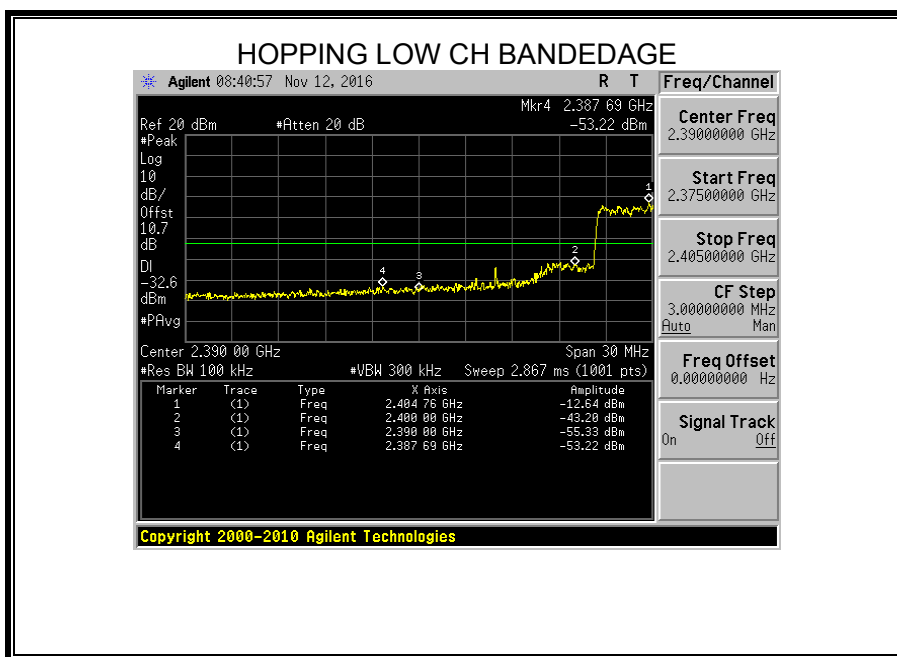 HOPPING LOW CH BANDEDAGE
Agilent 08:40:57 Nov 12, 2016 R T Freq/Channel
Mkr4 2.387 69 GHz
Ref 20 dBm #Atten 20 dB -53.22 dBm
#Peak
Log
10
dB/
Offst
10.7
dB
DI
-32.6
dBm
#PAvg
1
2
4
3
Center 2.390 00 GHz Span 30 MHz
#Res BW 100 kHz #VBW 300 kHz Sweep 2.867 ms (1001 pts)
Marker Trace Type X Axis Amplitude
1 (1) Freq 2.404 76 GHz -12.64 dBm
2 (1) Freq 2.400 00 GHz -43.20 dBm
3 (1) Freq 2.390 00 GHz -55.33 dBm
4 (1) Freq 2.387 69 GHz -53.22 dBm
Center Freq
2.39000000 GHz
Start Freq
2.37500000 GHz
Stop Freq
2.40500000 GHz
CF Step
3.00000000 MHz
Auto Man
Freq Offset
0.00000000 Hz
Signal Track
On Off
Copyright 2000-2010 Agilent Technologies